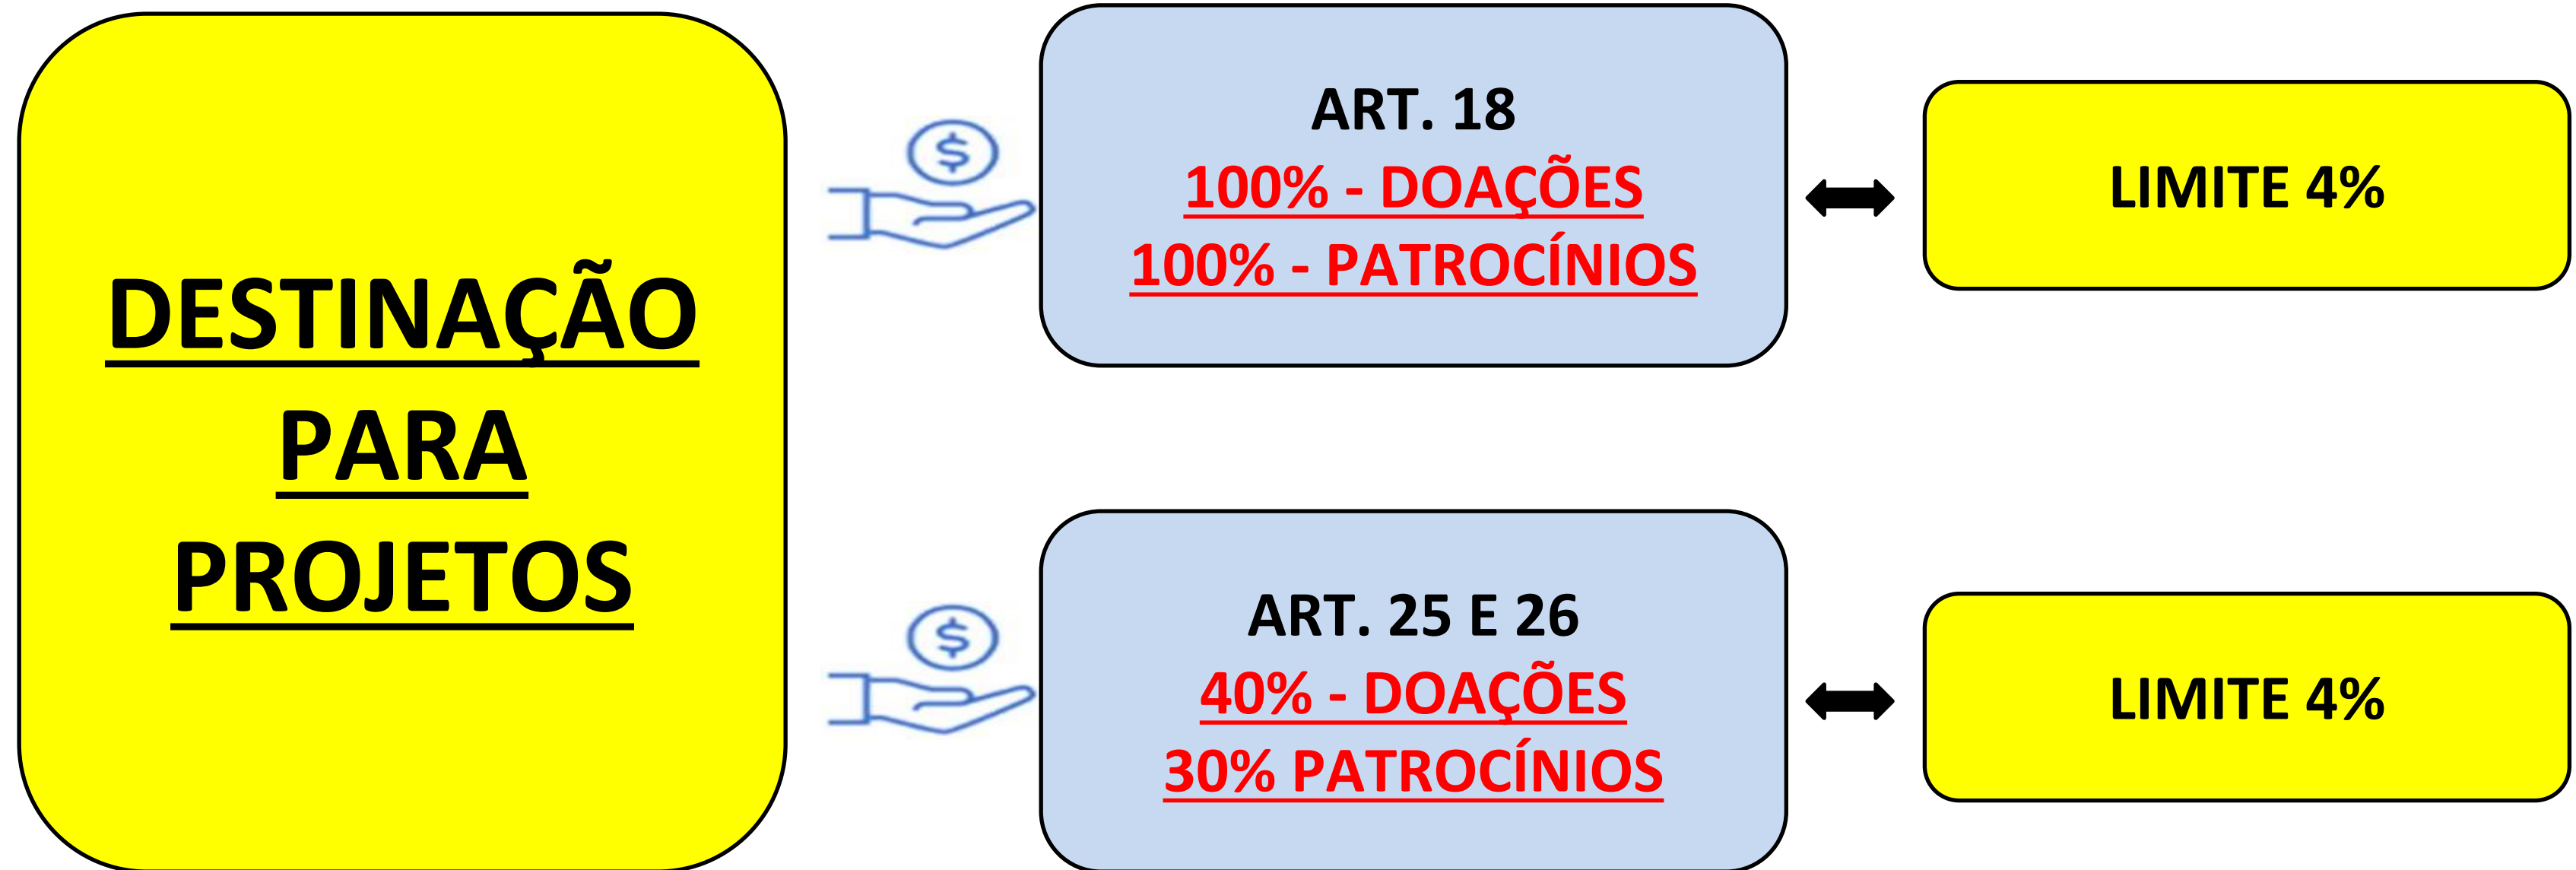 DESTINAÇÃO
PARA
PROJETOS
$
ART. 18
100% - DOAÇÕES
100% - PATROCÍNIOS
LIMITE 4%
$
ART. 25 E 26
40% - DOAÇÕES
30% PATROCÍNIOS
LIMITE 4%